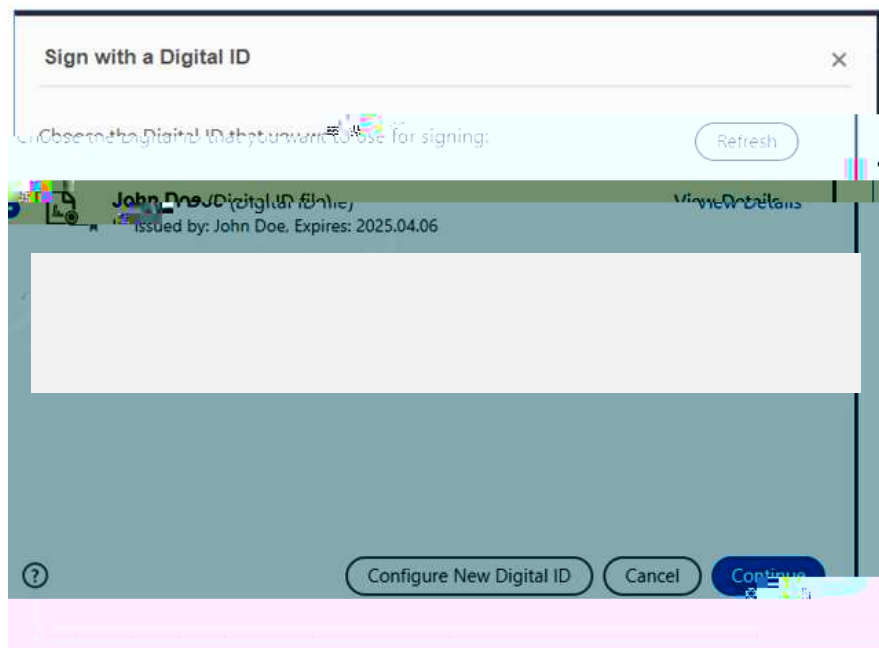 Sign with a Digital ID
Choose the Digital ID that you want to use for signing:
Refresh
John Doe (Digital ID file)
View Details
Issued by: John Doe, Expires: 2025.04.06
Configure New Digital ID
Cancel
Continue